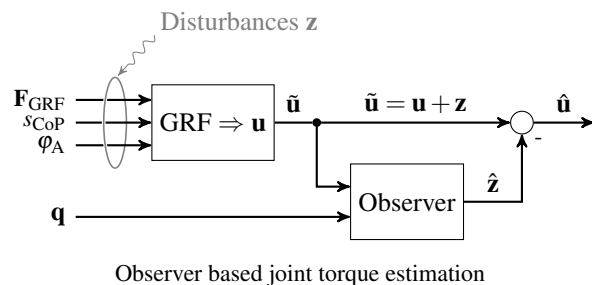 Disturbances z
F_GRF
s_CoP
φ_A
GRF ⇒ u
ũ
ũ = u + z
û
-
ẑ
Observer
q
Observer based joint torque estimation